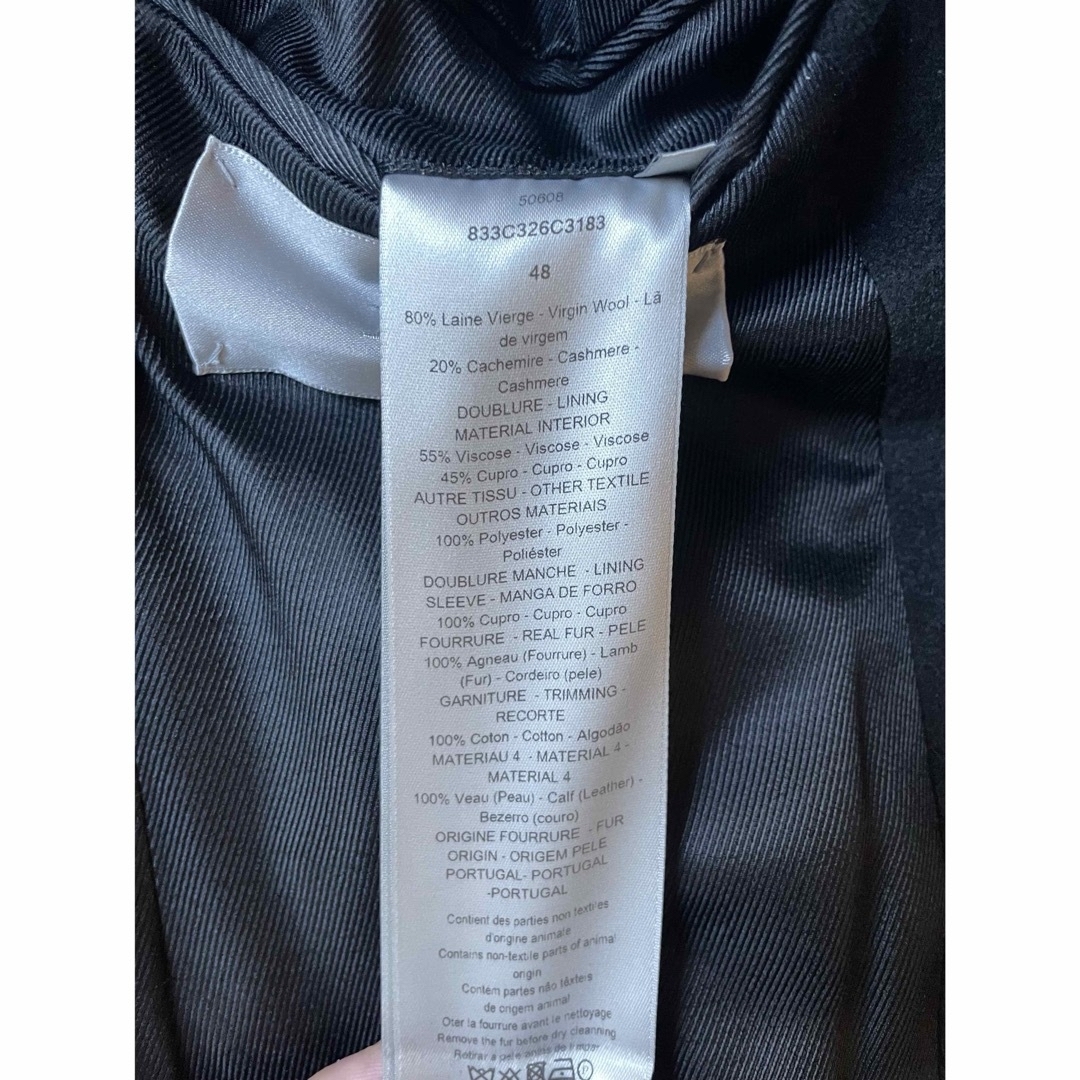 50608
833C326C3183
48
80% Laine Vierge - Virgin Wool - Lã
de virgem
20% Cachemire - Cashmere -
Cashmere
DOUBLURE - LINING
MATERIAL INTERIOR
55% Viscose - Viscose - Viscose
45% Cupro - Cupro - Cupro
AUTRE TISSU - OTHER TEXTILE
OUTROS MATERIAIS
100% Polyester - Polyester -
Poliéster
DOUBLURE MANCHE - LINING
SLEEVE - MANGA DE FORRO
100% Cupro - Cupro - Cupro
FOURRURE - REAL FUR - PELE
100% Agneau (Fourrure) - Lamb
(Fur) - Cordeiro (pele)
GARNITURE - TRIMMING -
RECORTE
100% Coton - Cotton - Algodão
MATERIAU 4 - MATERIAL 4 -
MATERIAL 4
100% Veau (Peau) - Calf (Leather) -
Bezerro (couro)
ORIGINE FOURRURE - FUR
ORIGIN - ORIGEM PELE
PORTUGAL- PORTUGAL
-PORTUGAL
Contient des parties non textiles
d'origine animale
Contains non-textile parts of animal
origin
Contem partes não têxteis
de origem animal
Oter la fourrure avant le nettoyage
Remove the fur before dry cleanning
Retirar a pele antes de limpar
P